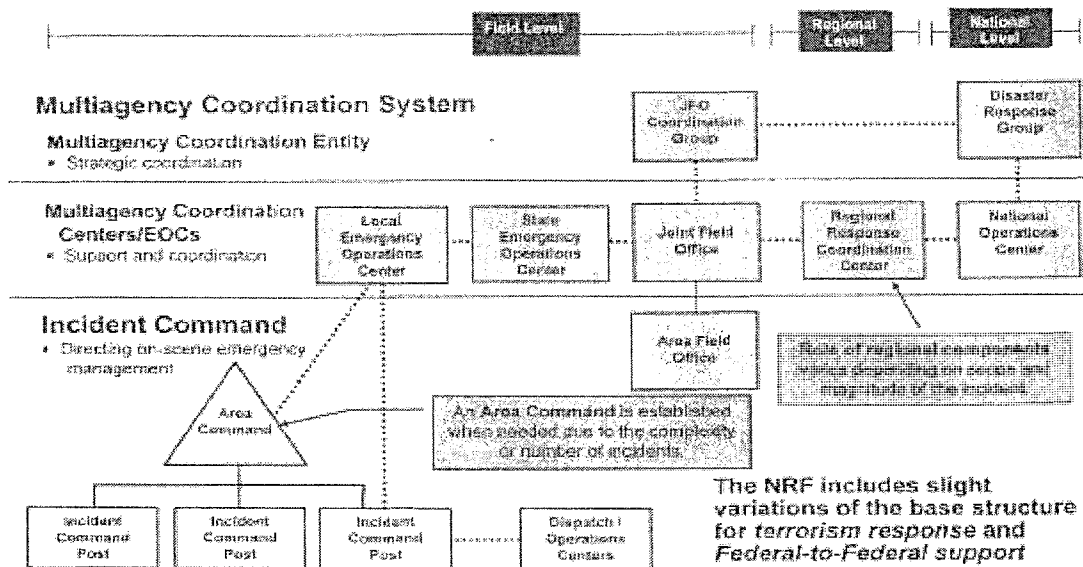 Field Level
Regional
Level
National
Level
Multiagency Coordination System
Multiagency Coordination Entity
• Strategic coordination
JFO
Coordination
Group
Disaster
Response
Group
Multiagency Coordination
Centers/EOCs
• Support and coordination
Local
Emergency
Operations
Center
State
Emergency
Operations
Center
Joint Field
Office
Regional
Response
Coordination
Center
National
Operations
Center
Incident Command
• Directing on-scene emergency
management
Area Field
Office
Role of regional components
varies depending on scope and
magnitude of the incident.
Area
Command
An Area Command is established
when needed due to the complexity
or number of incidents.
Incident
Command
Post
Incident
Command
Post
Incident
Command
Post
Dispatch /
Operations
Centers
The NRF includes slight
variations of the base structure
for terrorism response and
Federal-to-Federal support